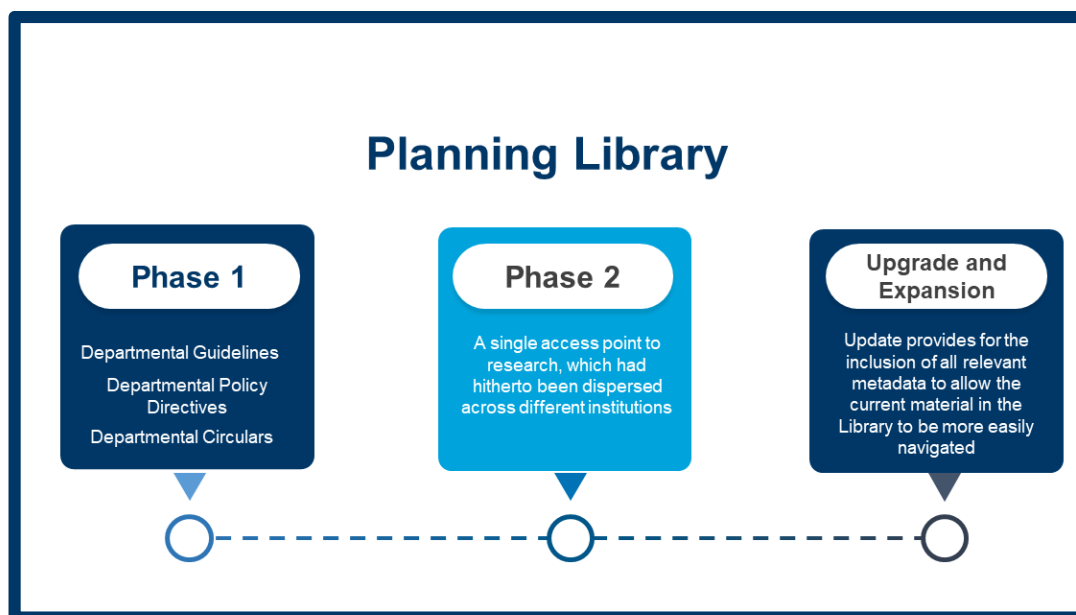 Planning Library
Phase 1
Departmental Guidelines
Departmental Policy
Directives
Departmental Circulars
Phase 2
A single access point to
research, which had
hitherto been dispersed
across different institutions
Upgrade and
Expansion
Update provides for the
inclusion of all relevant
metadata to allow the
current material in the
Library to be more easily
navigated